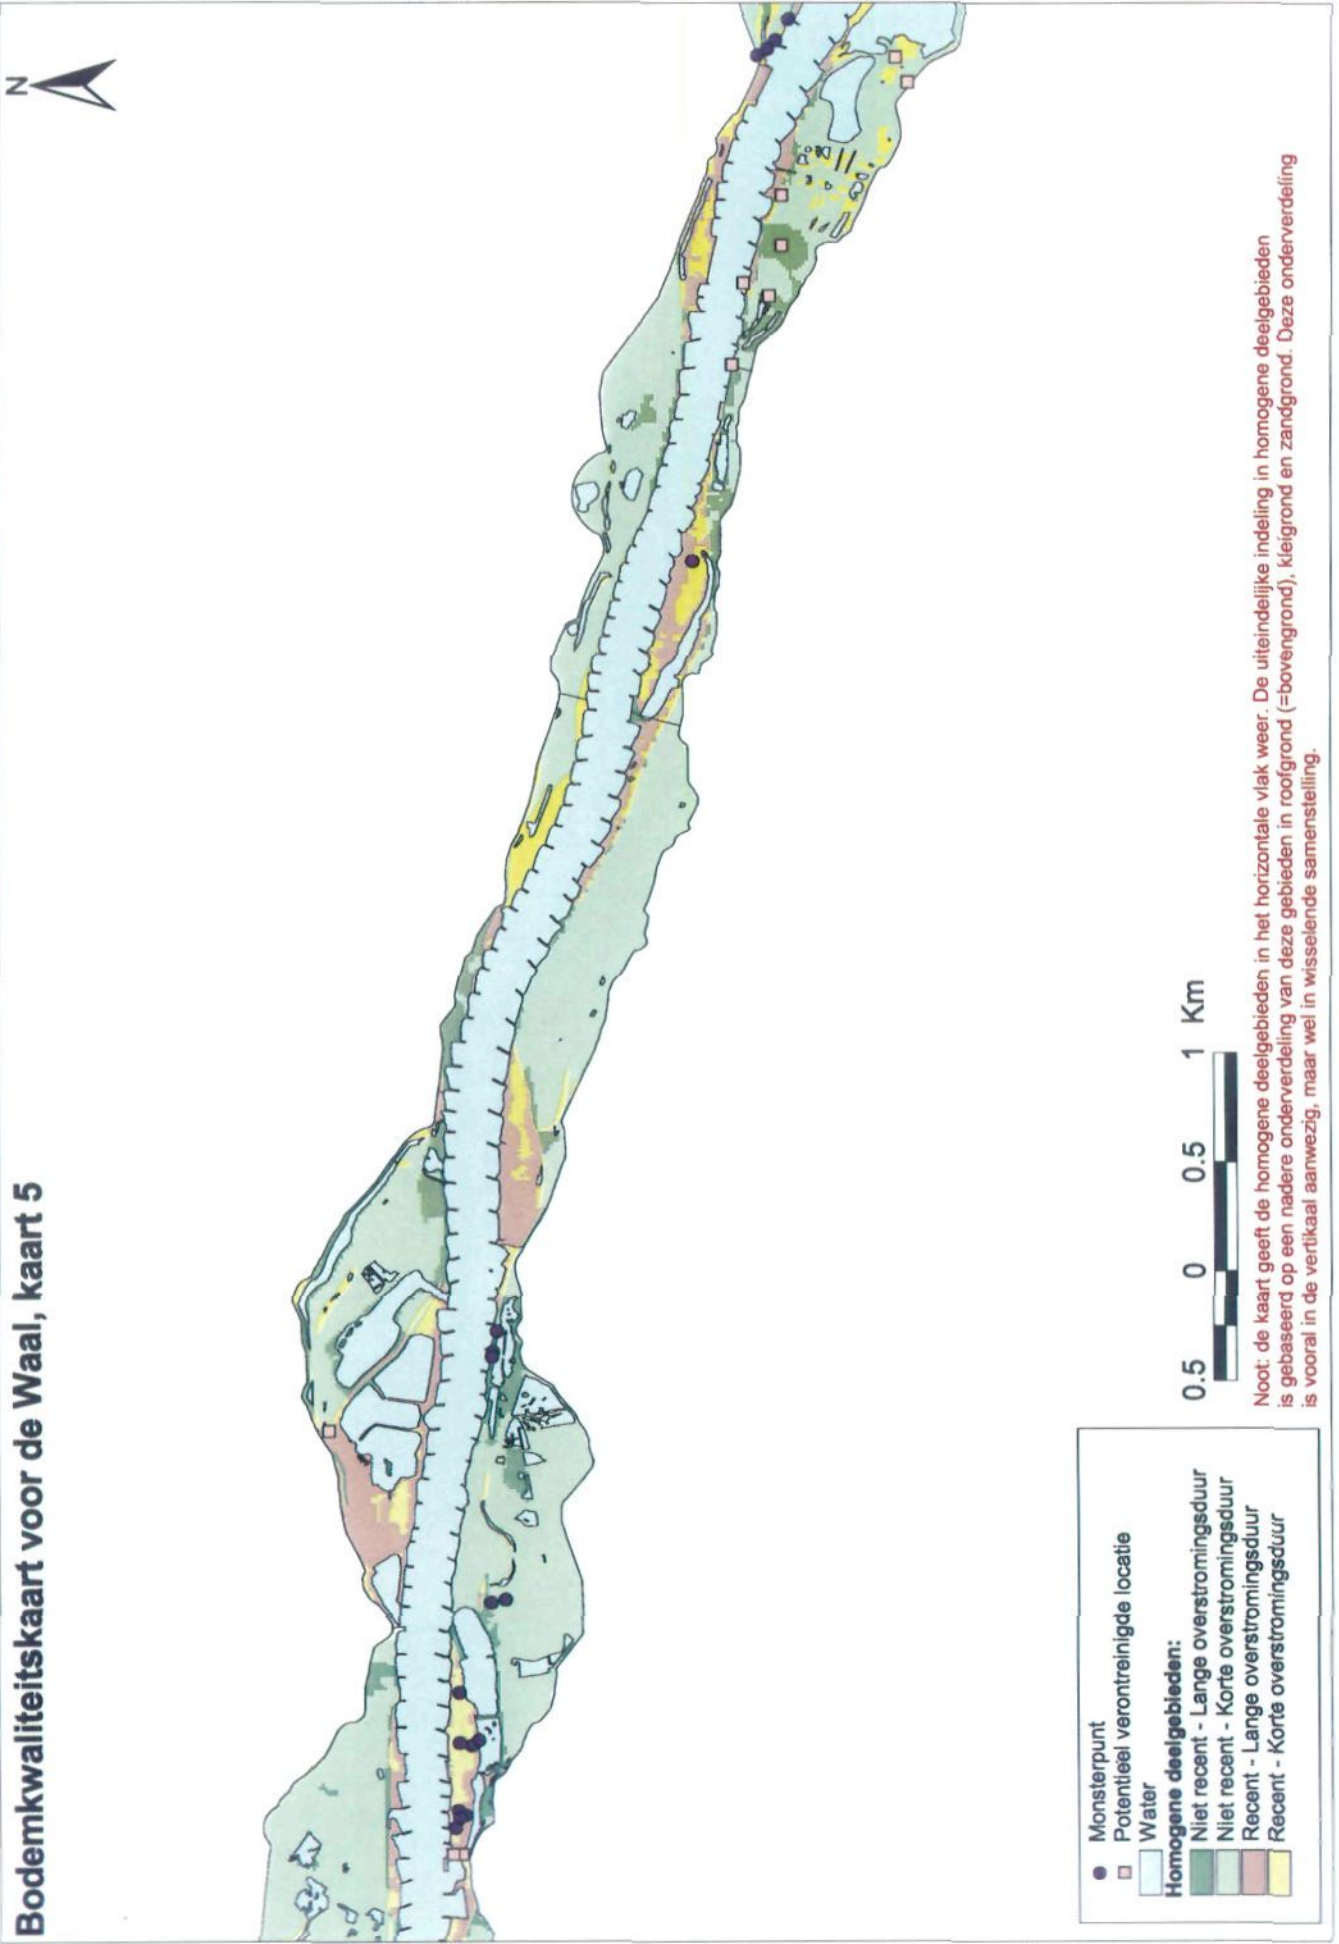 Bodemkwaliteitskaart voor de Waal, kaart 5
N
Monsterpunt
Potentieel verontreinigde locatie
Water
Homogene deelgebieden:
Niet recent - Lange overstromingsduur
Niet recent - Korte overstromingsduur
Recent - Lange overstromingsduur
Recent - Korte overstromingsduur
0.5 0 0.5 1 Km
Noot: de kaart geeft de homogene deelgebieden in het horizontale vlak weer. De uiteindelijke indeling in homogene deelgebieden
is gebaseerd op een nadere onderverdeling van deze gebieden in roofgrond (=bovengrond), kleigrond en zandgrond. Deze onderverdeling
is vooral in de vertikaal aanwezig, maar wel in wisselende samenstelling.